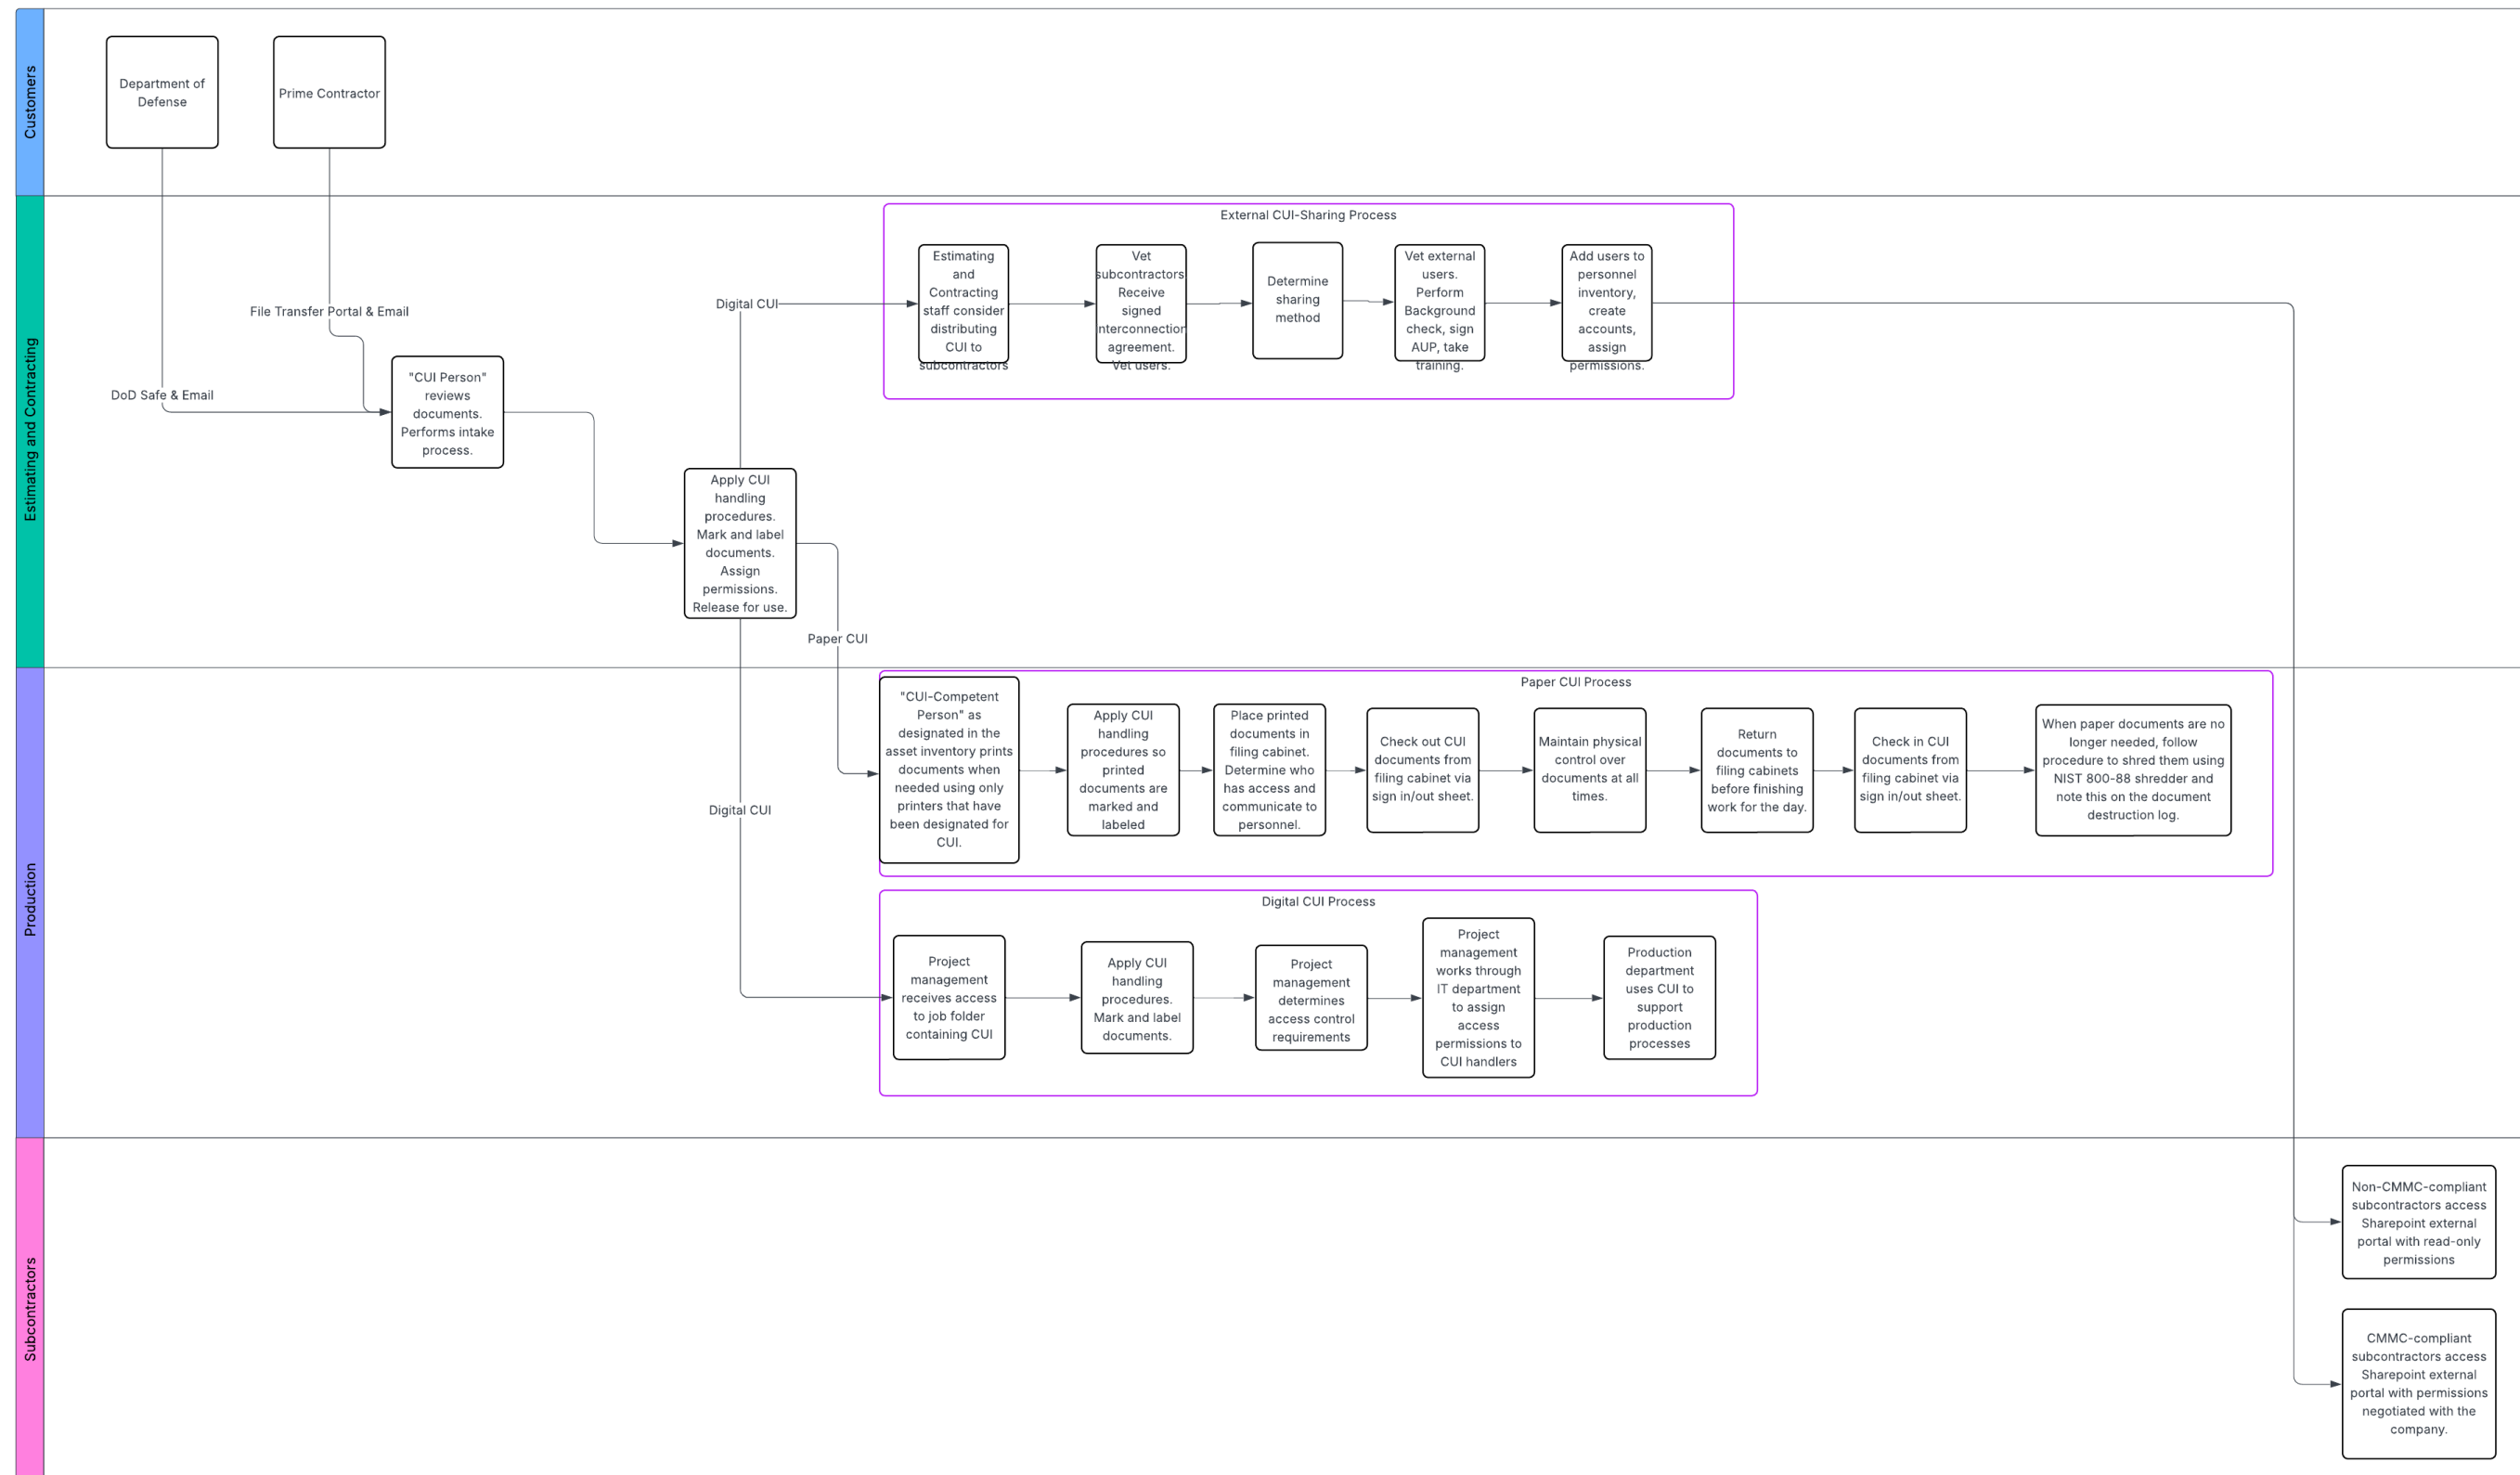 Customers
Department of
Defense
Prime Contractor
Estimating and Contracting
File Transfer Portal & Email
DoD Safe & Email
"CUI Person"
reviews
documents.
Performs intake
process.
Apply CUI
handling
procedures.
Mark and label
documents.
Assign
permissions.
Release for use.
Digital CUI
Paper CUI
Digital CUI
External CUI-Sharing Process
Estimating
and
Contracting
staff consider
distributing
CUI to
subcontractors
Vet
subcontractors
Receive
signed
nterconnection
agreement.
Vet users.
Determine
sharing
method
Vet external
users.
Perform
Background
check, sign
AUP, take
training.
Add users to
personnel
inventory,
create
accounts,
assign
permissions.
Production
Paper CUI Process
"CUI-Competent
Person" as
designated in the
asset inventory prints
documents when
needed using only
printers that have
been designated for
CUI.
Apply CUI
handling
procedures so
printed
documents are
marked and
labeled
Place printed
documents in
filing cabinet.
Determine who
has access and
communicate to
personnel.
Check out CUI
documents from
filing cabinet via
sign in/out sheet.
Maintain physical
control over
documents at all
times.
Return
documents to
filing cabinets
before finishing
work for the day.
Check in CUI
documents from
filing cabinet via
sign in/out sheet.
When paper documents are no
longer needed, follow
procedure to shred them using
NIST 800-88 shredder and
note this on the document
destruction log.
Digital CUI Process
Project
management
receives access
to job folder
containing CUI
Apply CUI
handling
procedures.
Mark and label
documents.
Project
management
determines
access control
requirements
Project
management
works through
IT department
to assign
access
permissions to
CUI handlers
Production
department
uses CUI to
support
production
processes
Subcontractors
Non-CMMC-compliant
subcontractors access
Sharepoint external
portal with read-only
permissions
CMMC-compliant
subcontractors access
Sharepoint external
portal with permissions
negotiated with the
company.